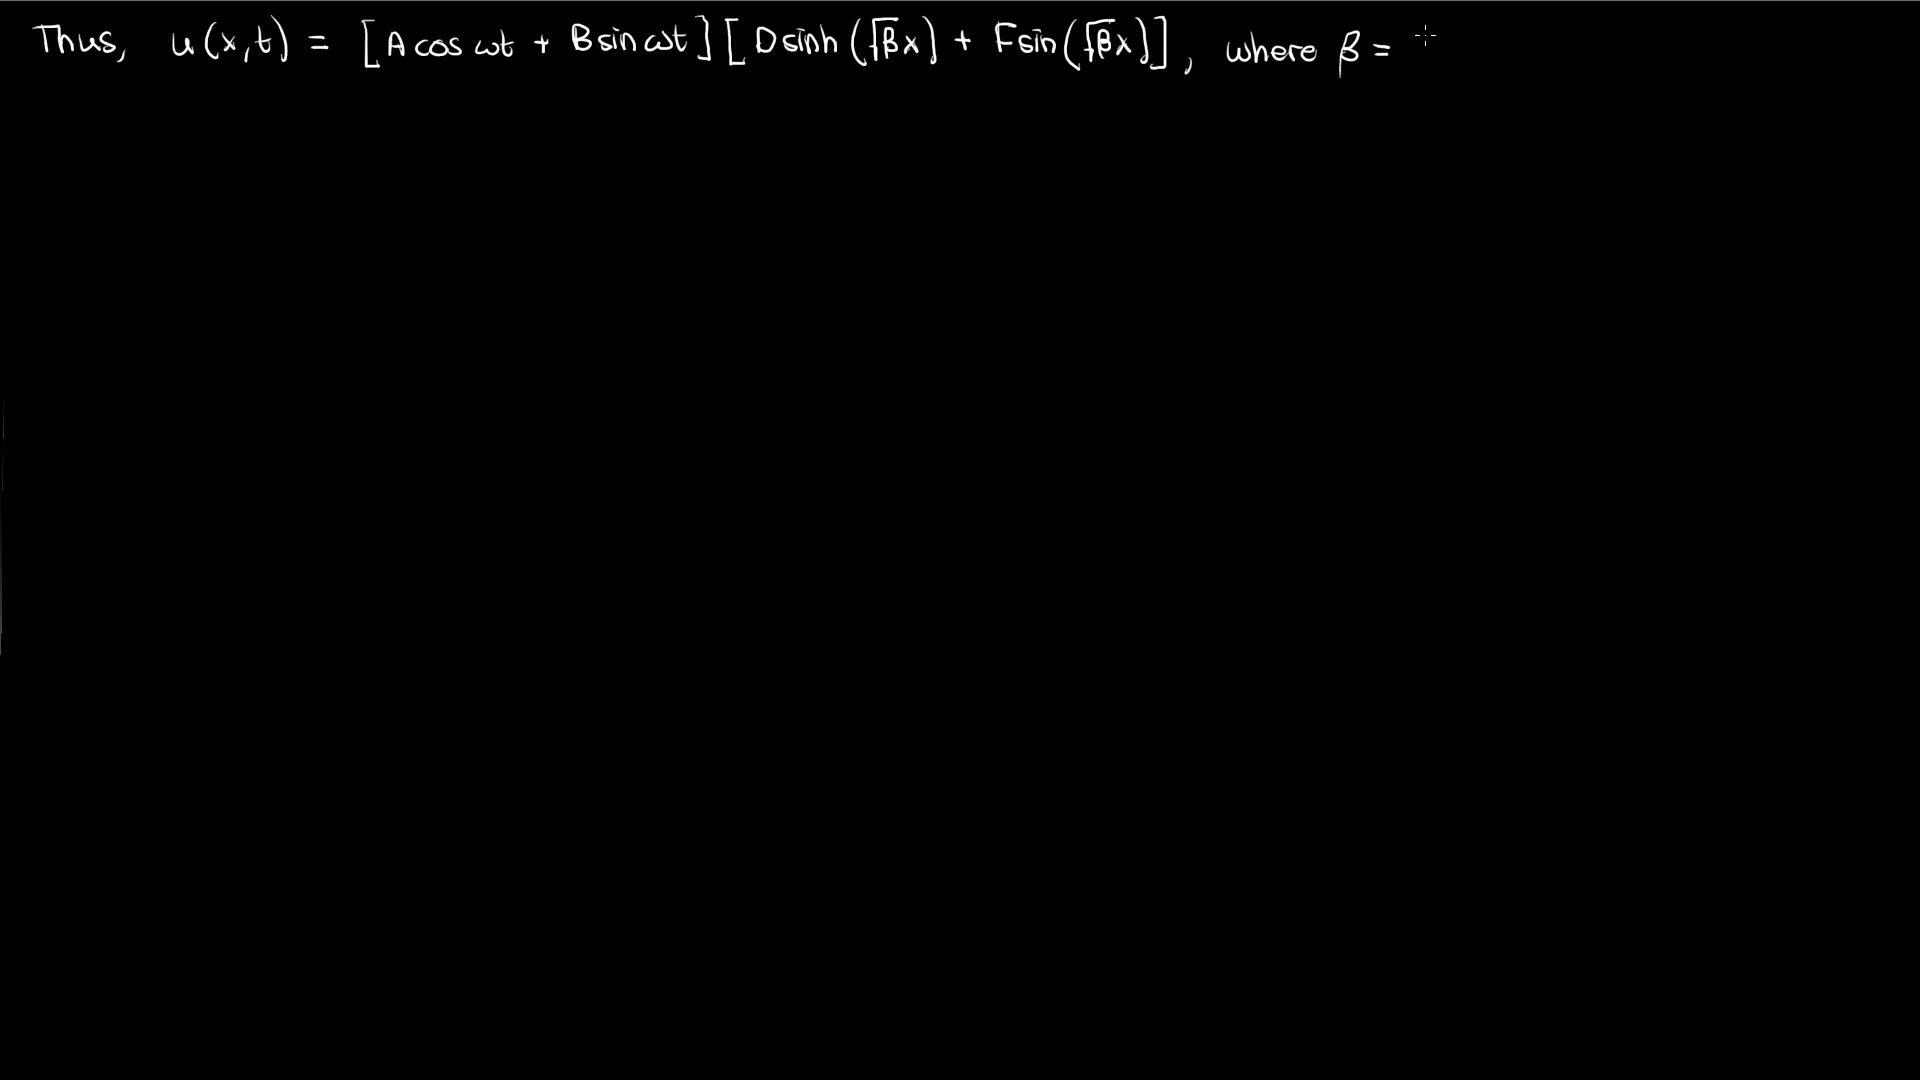 Thus, u(x,t) = [A cos ωt + B sin ωt][D sinh (√β x) + F sin(√β x)], where β =